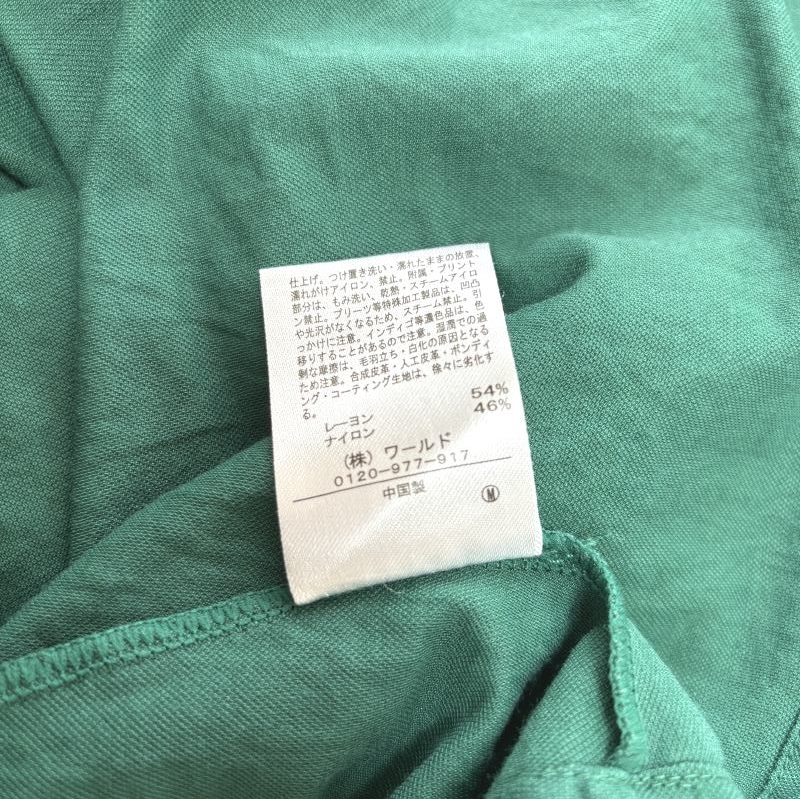 仕上げ。つけ置き洗い・濡れたままの放置、
濡れがけアイロン、禁止。附属・プリント
部分は、もみ洗い、乾熱・スチームアイロ
ン禁止。プリーツ等特殊加工製品は、凹凸
や光沢がなくなるため、スチーム禁止。引
っかけに注意。インディゴ等濃色品は、色
移りすることがあるので注意。湿潤での過
剰な摩擦は、毛羽立ち・白化の原因となる
ため注意。合成皮革・人工皮革・ボンディ
ング・コーティング生地は、徐々に劣化す
る。
レーヨン 54%
ナイロン 46%
(株) ワールド
0120-977-917
中国製 M